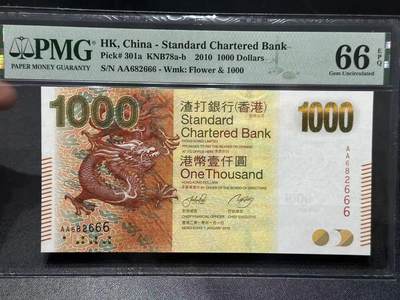 PMG
PAPER MONEY GUARANTY
HK, China - Standard Chartered Bank
Pick# 301a KNB78a-b 2010 1000 Dollars
S/N AA682666 - Wmk: Flower & 1000
66
EPQ
Gem Uncirculated
1000
渣打銀行(香港)
Standard
Chartered Bank
1000
港幣壹仟圓
One Thousand
AA682666
AA682666